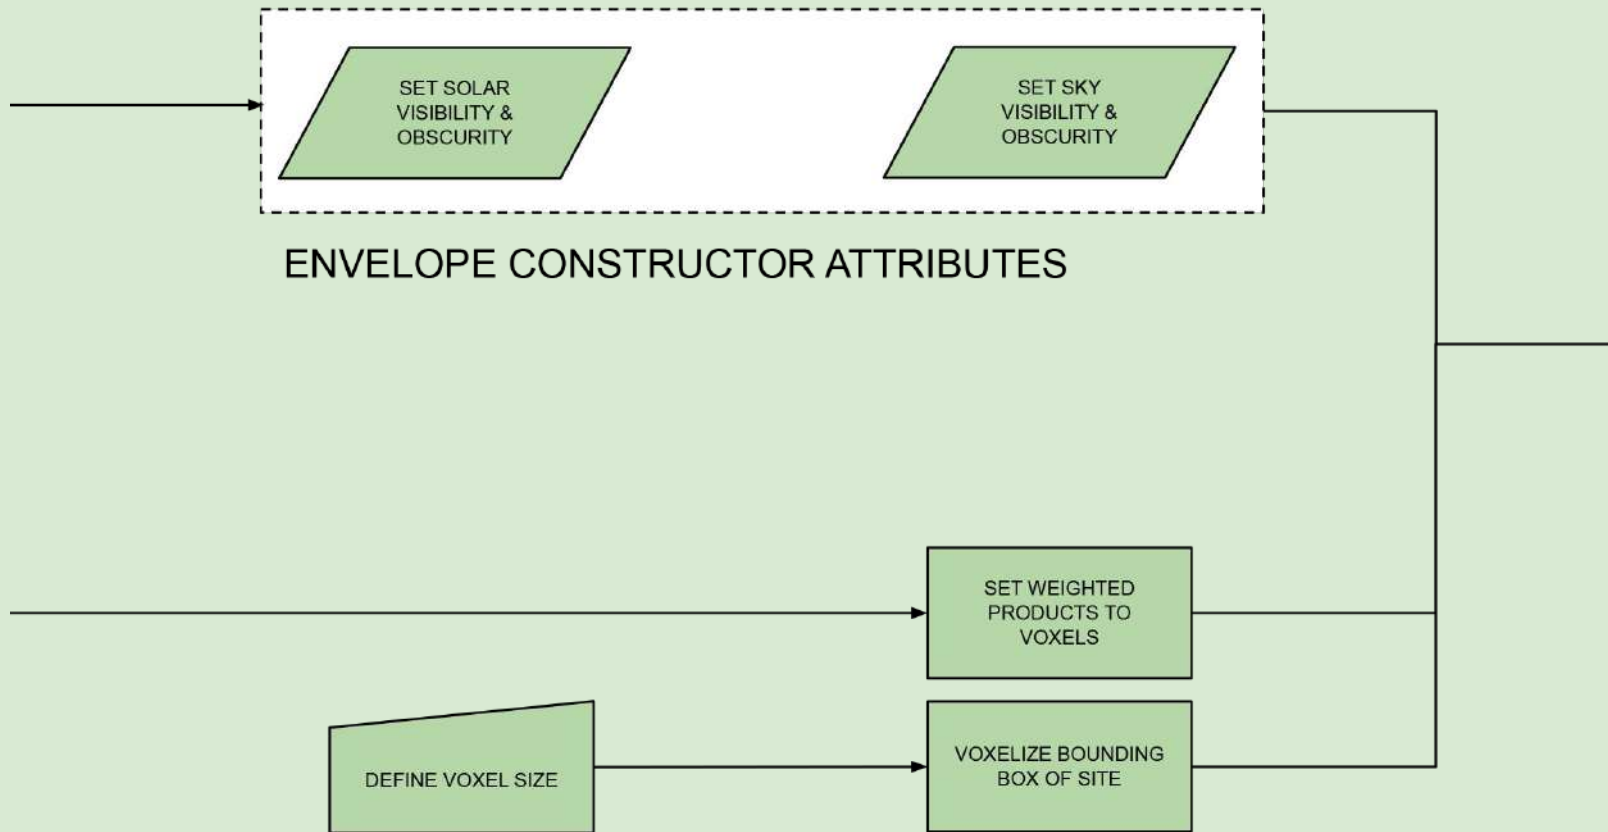 SET SOLAR
VISIBILITY &
OBSCURITY
SET SKY
VISIBILITY &
OBSCURITY
ENVELOPE CONSTRUCTOR ATTRIBUTES
SET WEIGHTED
PRODUCTS TO
VOXELS
DEFINE VOXEL SIZE
VOXELIZE BOUNDING
BOX OF SITE